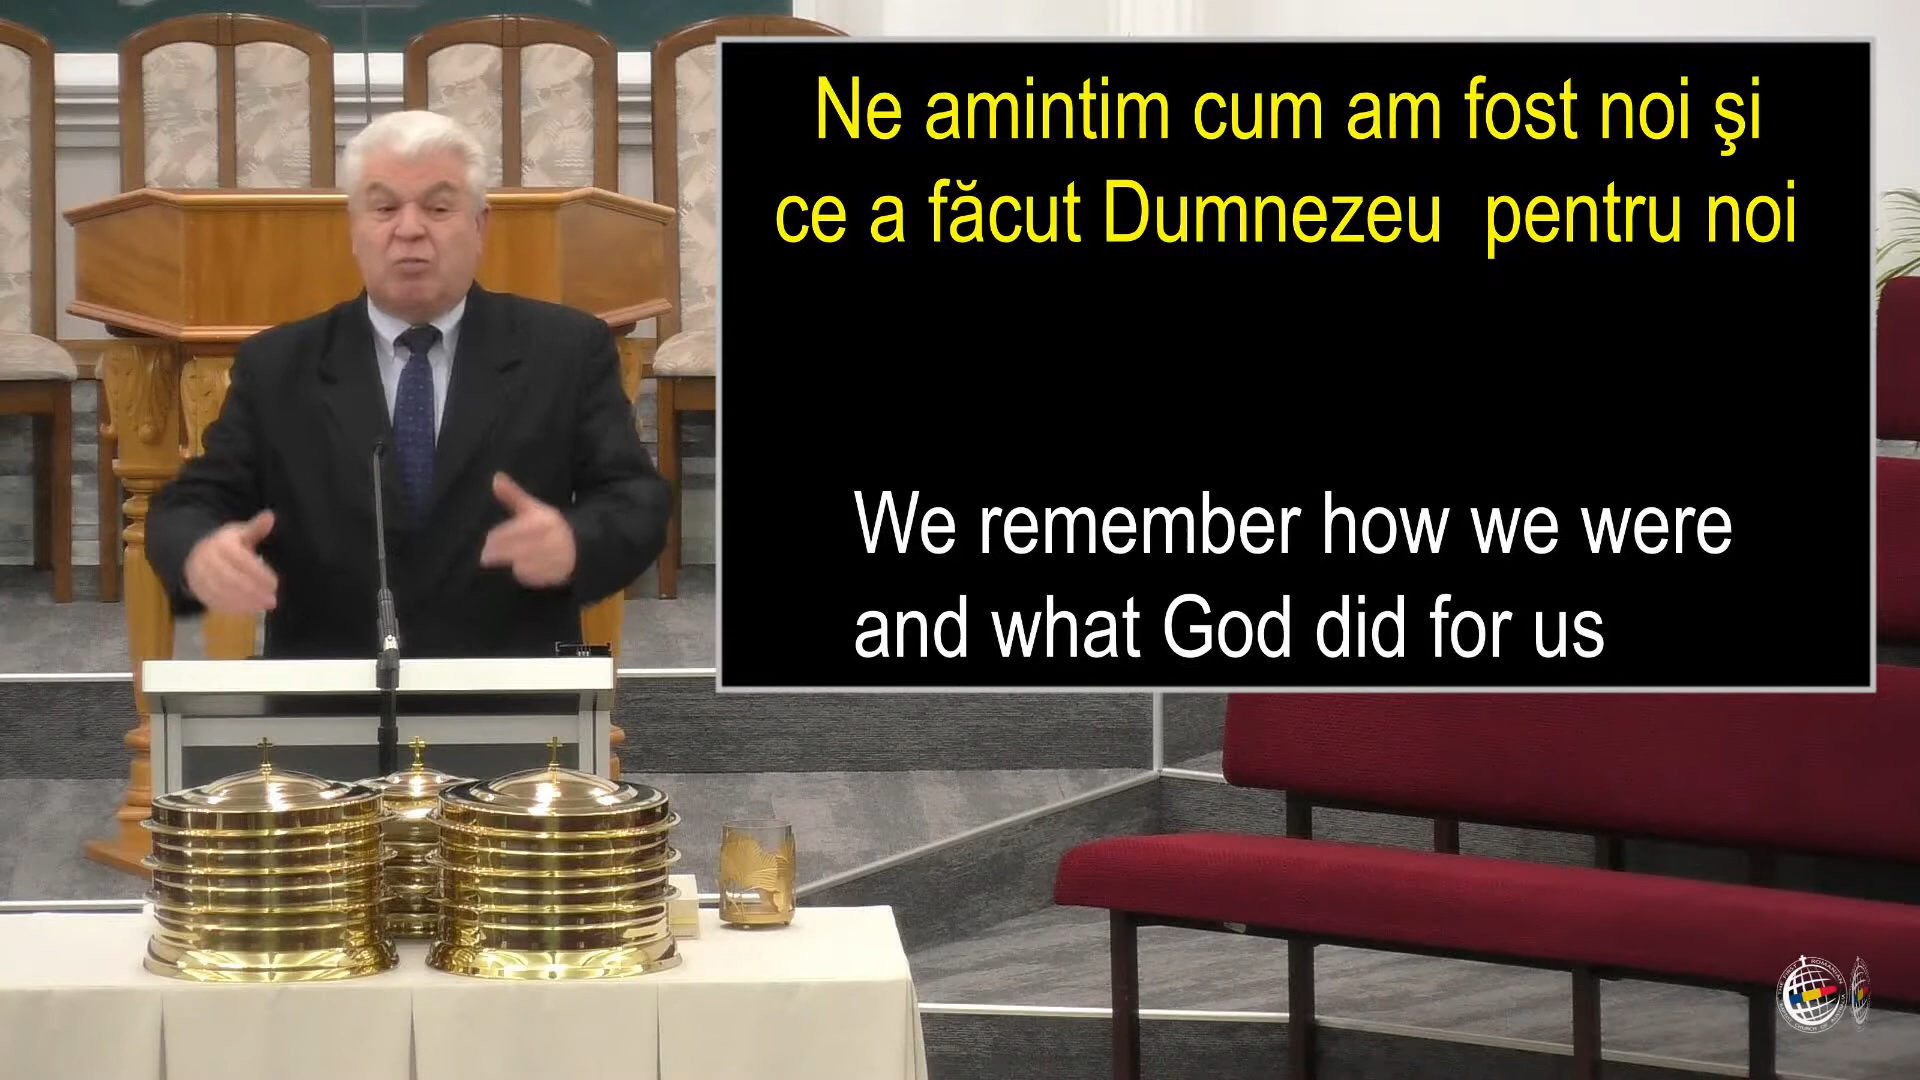 Ne amintim cum am fost noi şi
ce a făcut Dumnezeu pentru noi
We remember how we were
and what God did for us